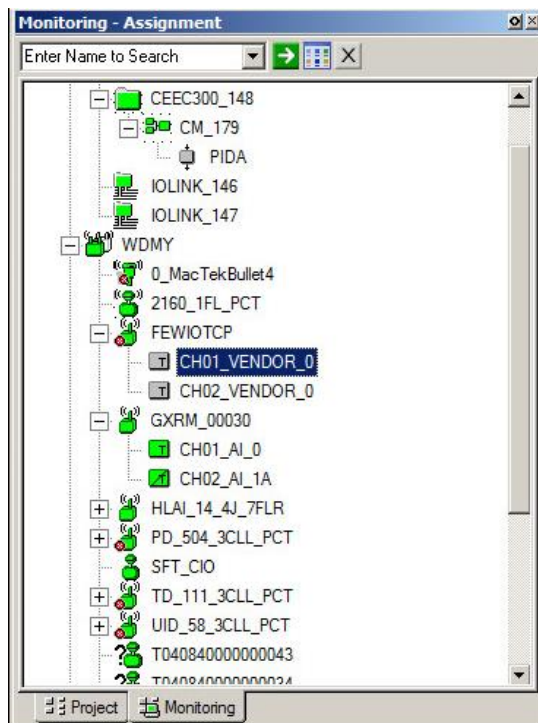 Monitoring - Assignment
Enter Name to Search
CEEC300_148
CM_179
PIDA
IOLINK_146
IOLINK_147
WDMY
0_MacTekBullet4
2160_1FL_PCT
FEWIOTCP
CH01_VENDOR_0
CH02_VENDOR_0
GXRM_00030
CH01_AI_0
CH02_AI_1A
HLAI_14_4J_7FLR
PD_504_3CLL_PCT
SFT_CIO
TD_111_3CLL_PCT
UID_58_3CLL_PCT
T040840000000043
T040840000000034
Project Monitoring